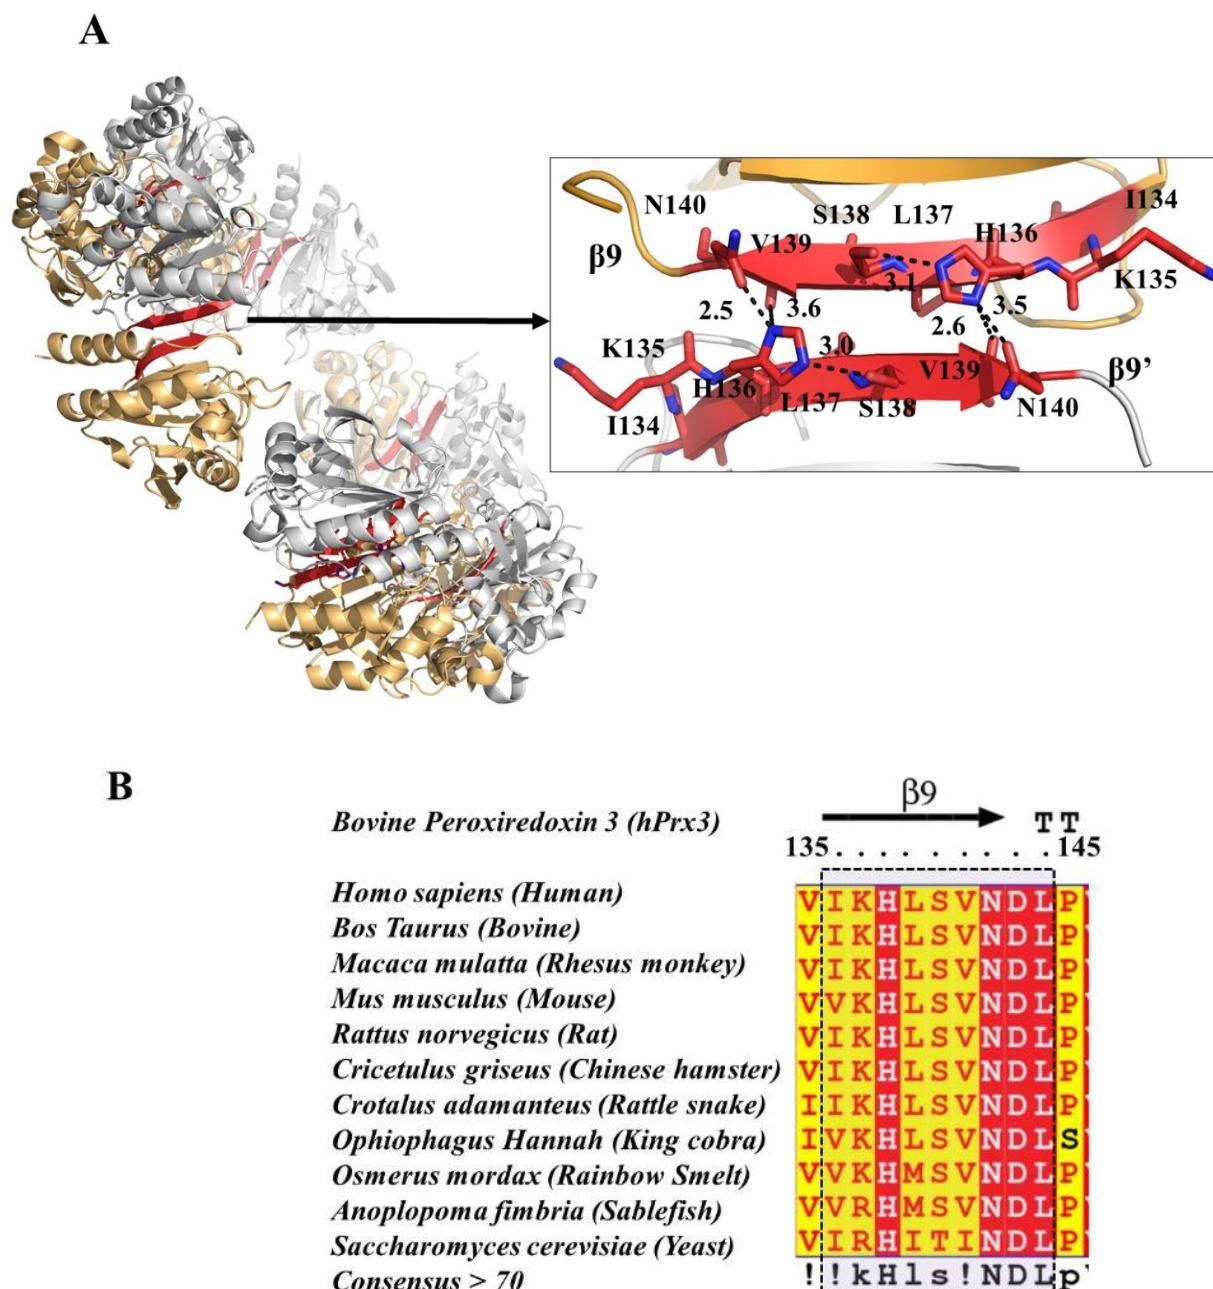 A
N140
S138 L137
I134
β9
V139
H136
K135
3.1
2.5
3.6
2.6
3.5
K135
3.0
V139
β9’
H136
L137
S138
N140
I134
B
β9
Bovine Peroxiredoxin 3 (hPrx3)
TT
135 . . . . . . . . . 145
Homo sapiens (Human) VIKHLSVNDLP
Bos Taurus (Bovine) VIKHLSVNDLP
Macaca mulatta (Rhesus monkey) VIKHLSVNDLP
Mus musculus (Mouse) VVKHLSVNDLP
Rattus norvegicus (Rat) VIKHLSVNDLP
Cricetulus griseus (Chinese hamster) VIKHLSVNDLP
Crotalus adamanteus (Rattle snake) IIKHLSVNDLP
Ophiophagus Hannah (King cobra) IVKHLSVNDLS
Osmerus mordax (Rainbow Smelt) VVKHMSVNDLP
Anoplopoma fimbria (Sablefish) VVRHMSVNDLP
Saccharomyces cerevisiae (Yeast) VIRHITINDLP
Consensus > 70 !!kHls!NDLp